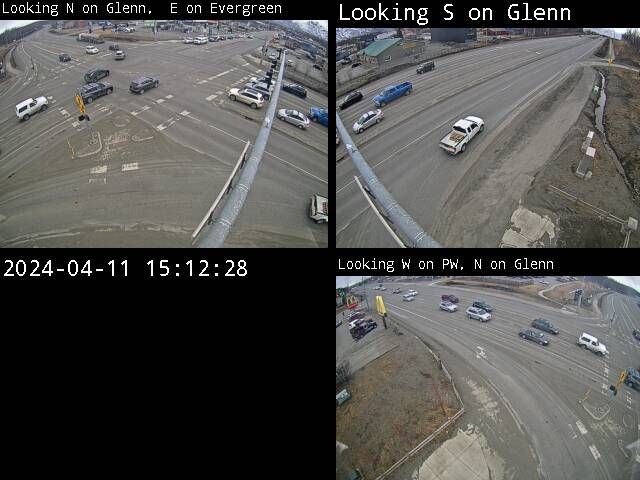 Looking N on Glenn,  E on Evergreen
Looking S on Glenn
2024-04-11 15:12:28
Looking W on PW, N on Glenn